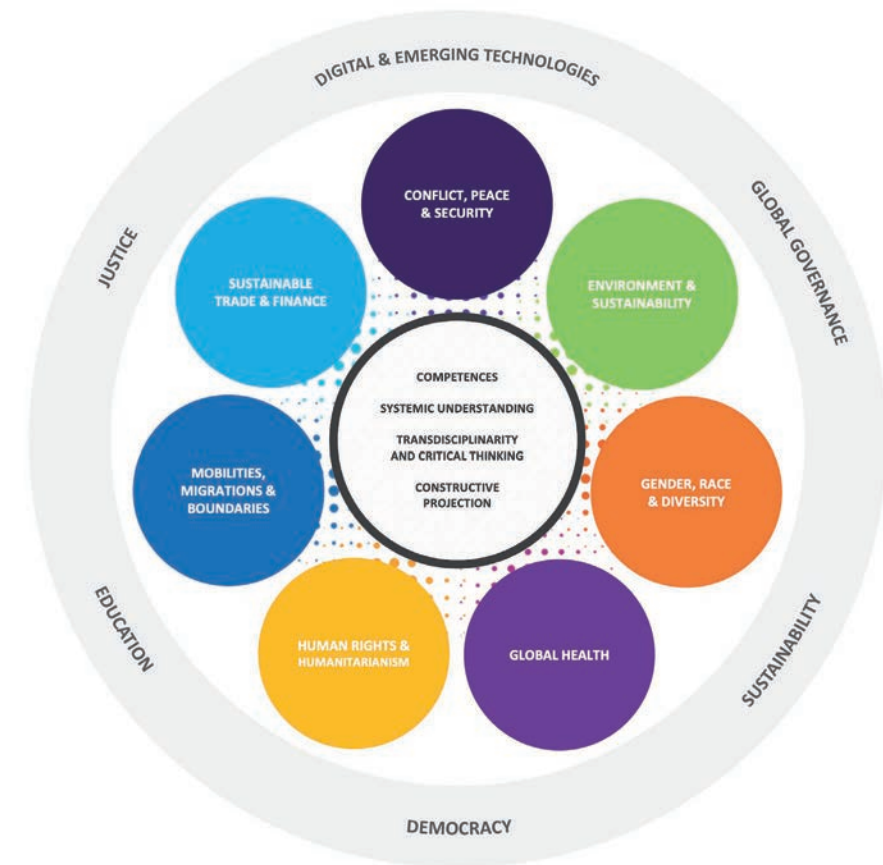 DIGITAL & EMERGING TECHNOLOGIES
GLOBAL GOVERNANCE
SUSTAINABILITY
DEMOCRACY
EDUCATION
JUSTICE
CONFLICT, PEACE
& SECURITY
ENVIRONMENT &
SUSTAINABILITY
GENDER, RACE
& DIVERSITY
GLOBAL HEALTH
HUMAN RIGHTS &
HUMANITARIANISM
MOBILITIES,
MIGRATIONS &
BOUNDARIES
SUSTAINABLE
TRADE & FINANCE
COMPETENCES
SYSTEMIC UNDERSTANDING
TRANSDISCIPLINARITY
AND CRITICAL THINKING
CONSTRUCTIVE
PROJECTION